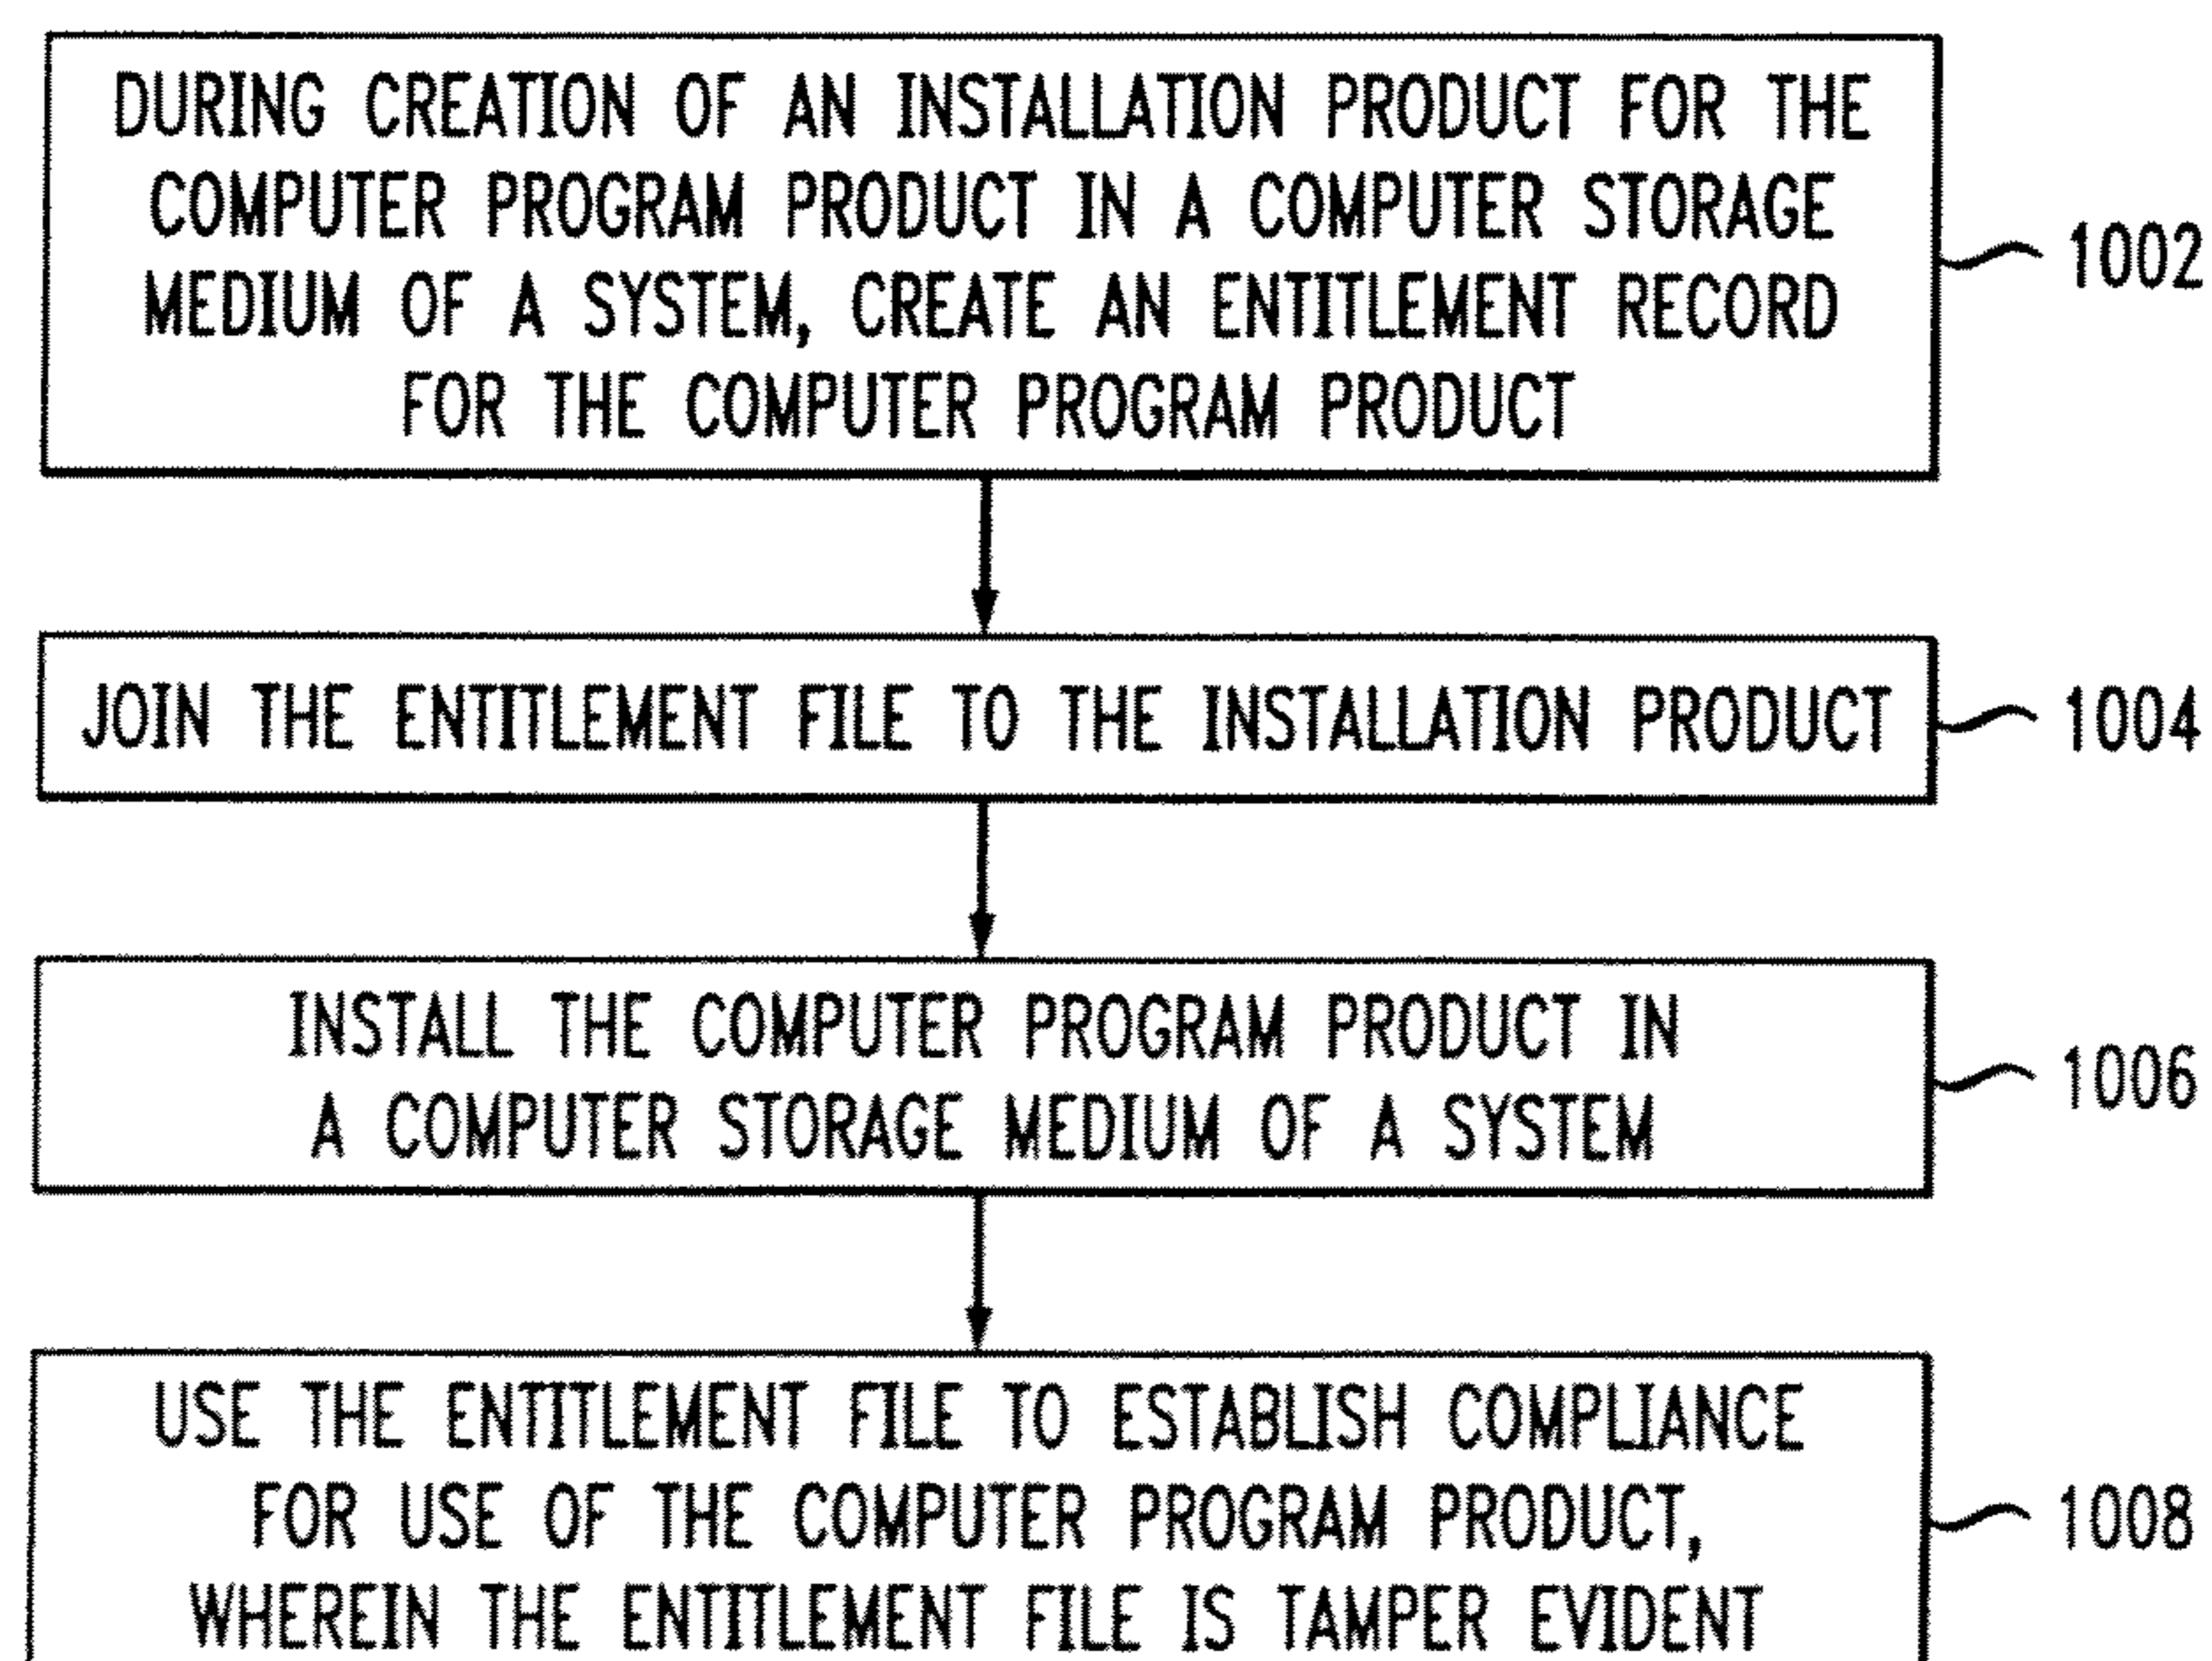 DURING CREATION OF AN INSTALLATION PRODUCT FOR THE
COMPUTER PROGRAM PRODUCT IN A COMPUTER STORAGE
MEDIUM OF A SYSTEM, CREATE AN ENTITLEMENT RECORD
FOR THE COMPUTER PROGRAM PRODUCT
1002
JOIN THE ENTITLEMENT FILE TO THE INSTALLATION PRODUCT
1004
INSTALL THE COMPUTER PROGRAM PRODUCT IN
A COMPUTER STORAGE MEDIUM OF A SYSTEM
1006
USE THE ENTITLEMENT FILE TO ESTABLISH COMPLIANCE
FOR USE OF THE COMPUTER PROGRAM PRODUCT,
WHEREIN THE ENTITLEMENT FILE IS TAMPER EVIDENT
1008